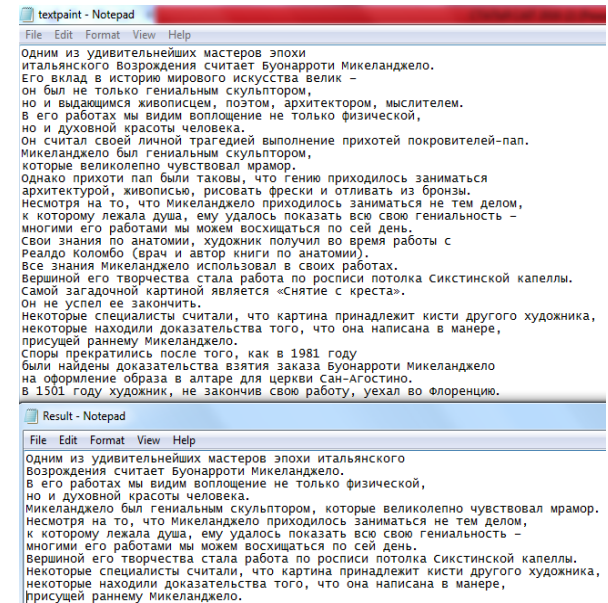 textpaint - Notepad
File Edit Format View Help
Одним из удивительнейших мастеров эпохи
итальянского Возрождения считает Буонарроти Микеланджело.
Его вклад в историю мирового искусства велик –
он был не только гениальным скульптором,
но и выдающимся живописцем, поэтом, архитектором, мыслителем.
В его работах мы видим воплощение не только физической,
но и духовной красоты человека.
Он считал своей личной трагедией выполнение прихотей покровителей-пап.
Микеланджело был гениальным скульптором,
которые великолепно чувствовал мрамор.
Однако прихоти пап были таковы, что гению приходилось заниматься
архитектурой, живописью, рисовать фрески и отливать из бронзы.
Несмотря на то, что Микеланджело приходилось заниматься не тем делом,
к которому лежала душа, ему удалось показать всю свою гениальность –
многими его работами мы можем восхищаться по сей день.
Свои знания по анатомии, художник получил во время работы с
Реалдо Коломбо (врач и автор книги по анатомии).
Все знания Микеланджело использовал в своих работах.
Вершиной его творчества стала работа по росписи потолка Сикстинской капеллы.
Самой загадочной картиной является «Снятие с креста».
Он не успел ее закончить.
Некоторые специалисты считали, что картина принадлежит кисти другого художника,
некоторые находили доказательства того, что она написана в манере,
присущей раннему Микеланджело.
Споры прекратились после того, как в 1981 году
были найдены доказательства взятия заказа Буонарроти Микеланджело
на оформление образа в алтаре для церкви Сан-Агостино.
В 1501 году художник, не закончив свою работу, уехал во Флоренцию.
Result - Notepad
File Edit Format View Help
Одним из удивительнейших мастеров эпохи итальянского
Возрождения считает Буонарроти Микеланджело.
В его работах мы видим воплощение не только физической,
но и духовной красоты человека.
Микеланджело был гениальным скульптором, которые великолепно чувствовал мрамор.
Несмотря на то, что Микеланджело приходилось заниматься не тем делом,
к которому лежала душа, ему удалось показать всю свою гениальность –
многими его работами мы можем восхищаться по сей день.
Вершиной его творчества стала работа по росписи потолка Сикстинской капеллы.
Некоторые специалисты считали, что картина принадлежит кисти другого художника,
некоторые находили доказательства того, что она написана в манере,
присущей раннему Микеланджело.